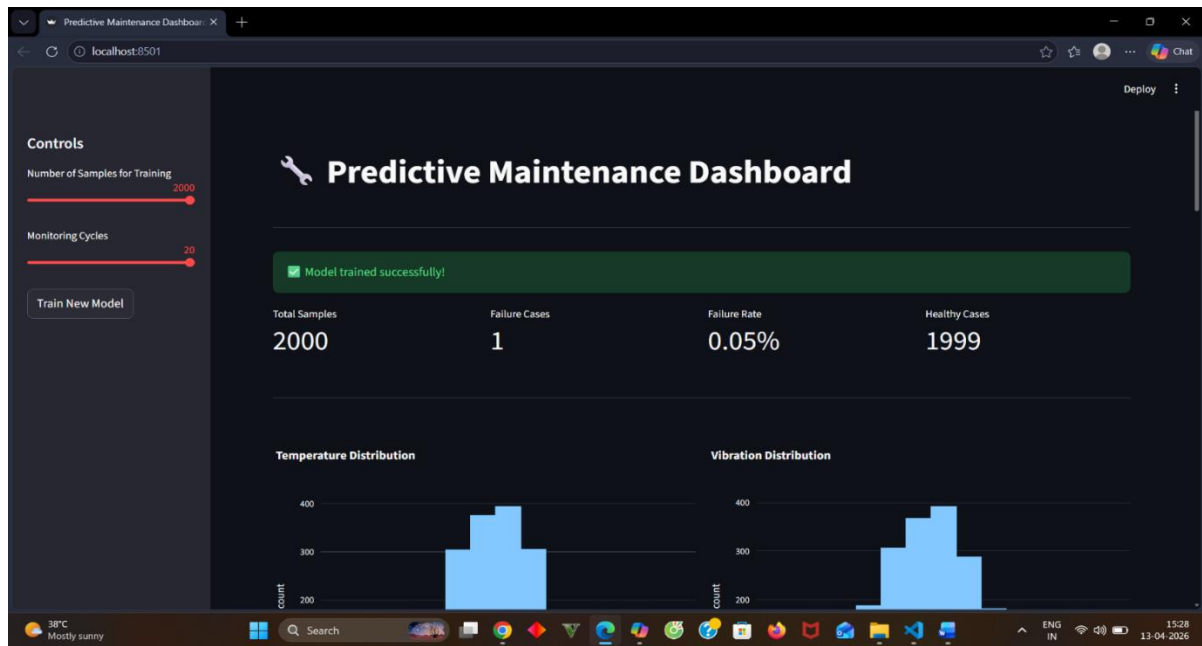 Predictive Maintenance Dashboard
localhost:8501
Chat
Deploy
Controls
Number of Samples for Training
2000
Monitoring Cycles
20
Train New Model
Predictive Maintenance Dashboard
Model trained successfully!
Total Samples
Failure Cases
Failure Rate
Healthy Cases
2000
1
0.05%
1999
Temperature Distribution
400
300
200
count
Vibration Distribution
400
300
200
count
38°C
Mostly sunny
Search
ENG
IN
15:28
13-04-2026